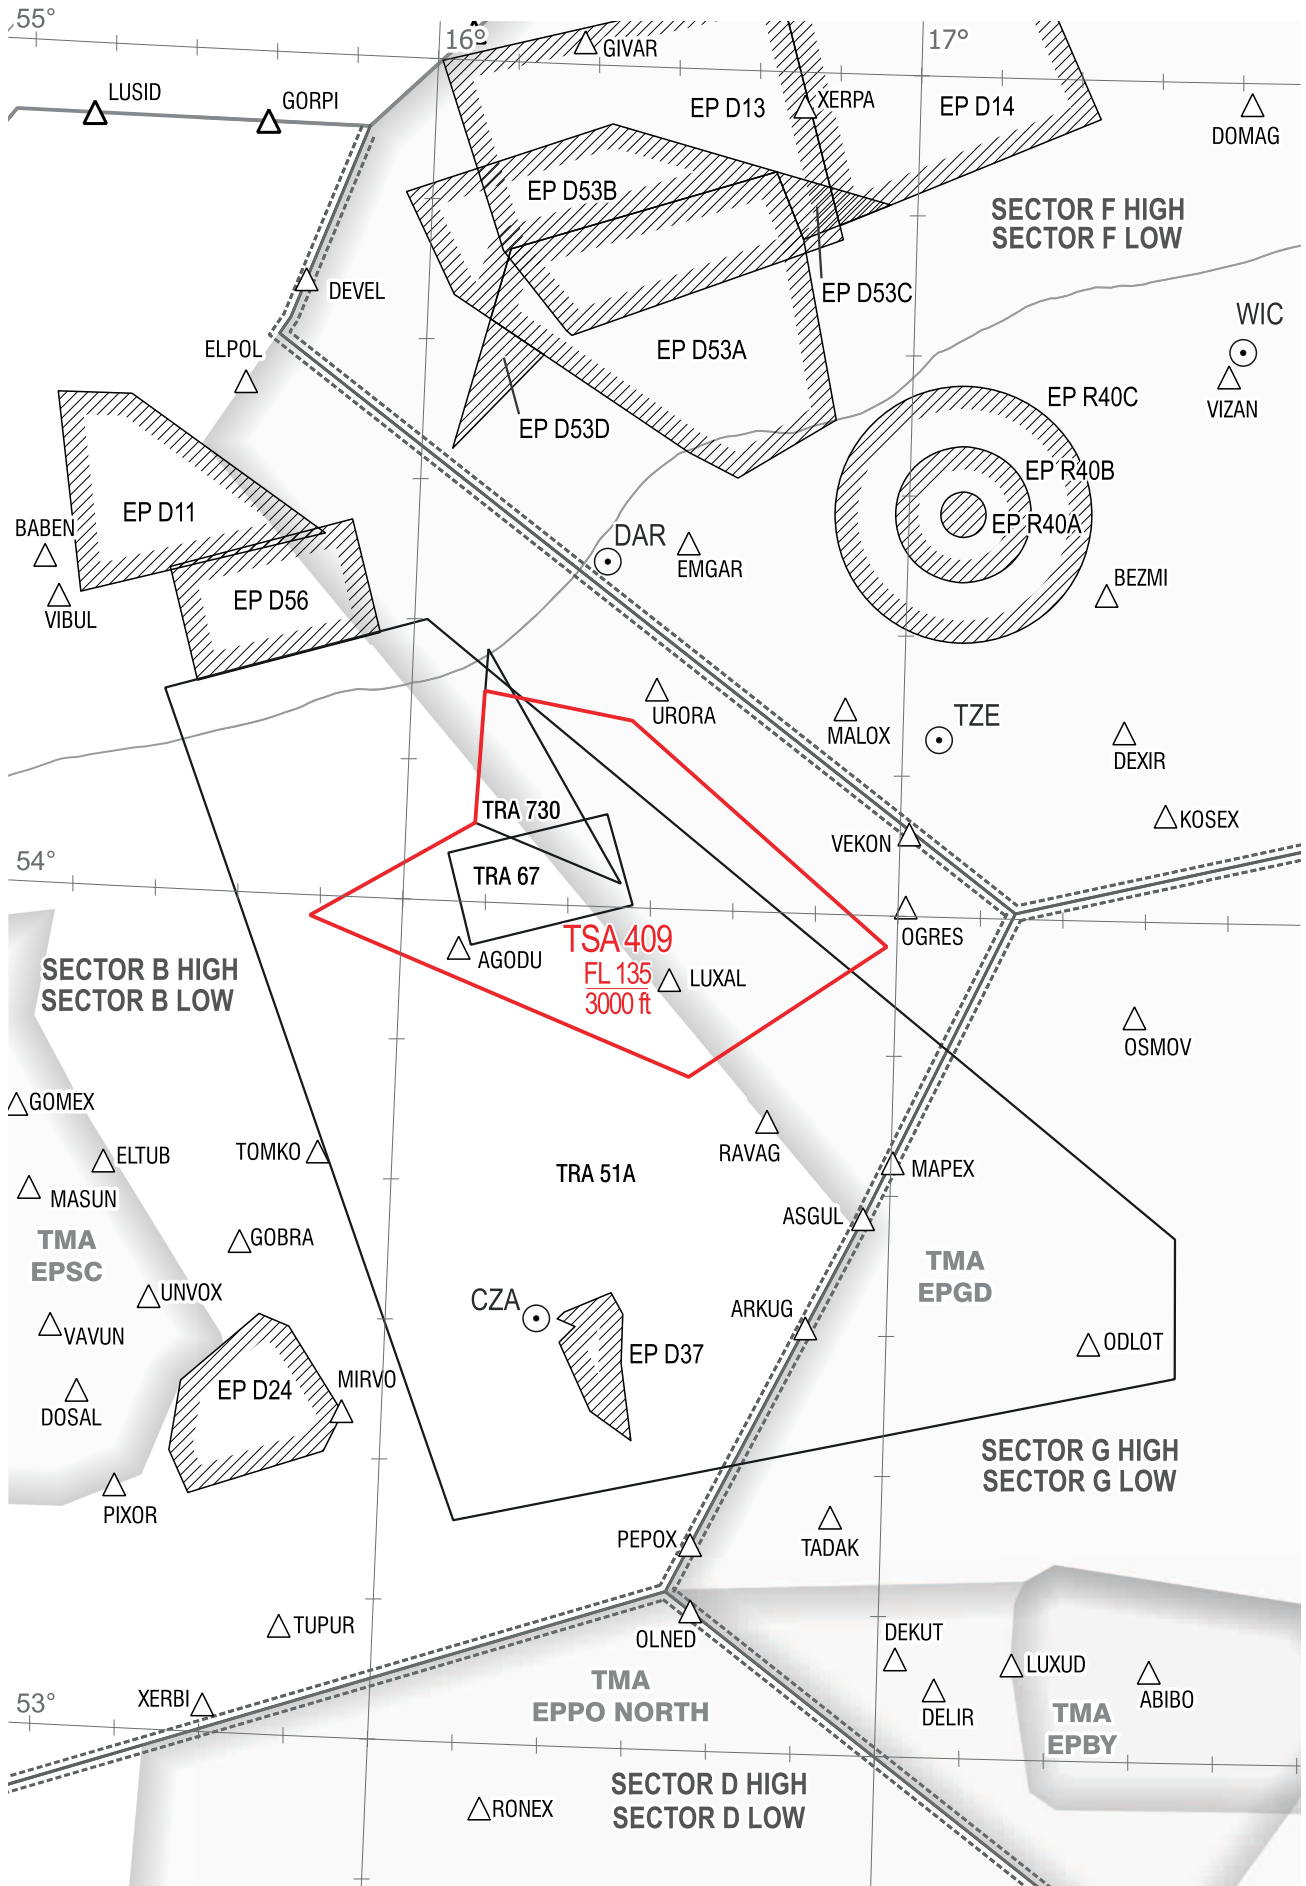 55°
16°
17°
LUSID
GORPI
GIVAR
EP D13
XERPA
EP D14
DOMAG
EP D53B
SECTOR F HIGH
SECTOR F LOW
DEVEL
EP D53C
WIC
ELPOL
EP D53A
VIZAN
EP R40C
EP D53D
EP R40B
EP D11
EP R40A
BABEN
DAR
EMGAR
BEZMI
EP D56
VIBUL
URORA
MALOX
TZE
DEXIR
TRA 730
KOSEX
VEKON
54°
TRA 67
OGRES
TSA 409
FL 135
3000 ft
AGODU
LUXAL
SECTOR B HIGH
SECTOR B LOW
OSMOV
GOMEX
ELTUB
TOMKO
RAVAG
MAPEX
MASUN
TRA 51A
ASGUL
TMA
EPSC
GOBRA
TMA
EPGD
UNVOX
CZA
ARKUG
VAVUN
EP D37
ODLOT
MIRVO
EP D24
DOSAL
SECTOR G HIGH
SECTOR G LOW
PIXOR
PEPOX
TADAK
TUPUR
OLNED
DEKUT
LUXUD
TMA
EPPO NORTH
XERBI
53°
DELIR
ABIBO
TMA
EPBY
SECTOR D HIGH
SECTOR D LOW
RONEX